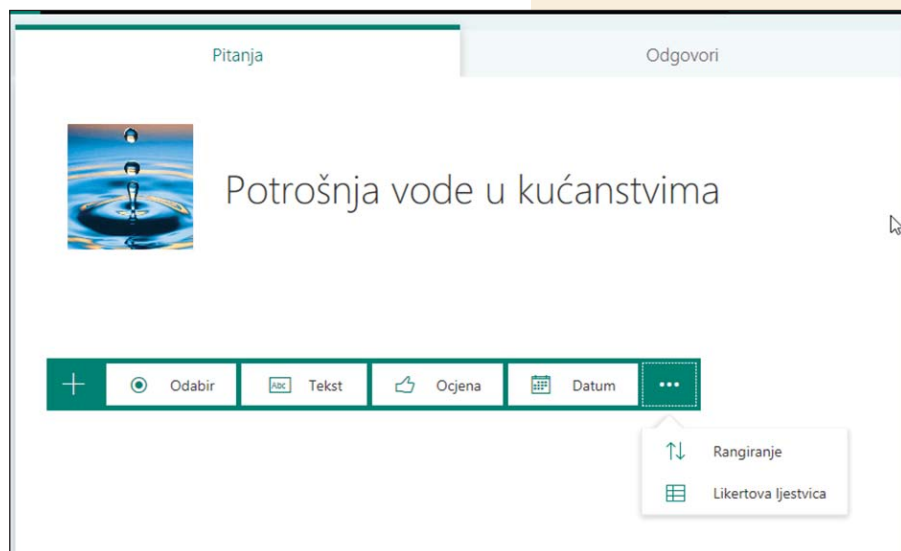 Pitanja
Odgovori
Potrošnja vode u kućanstvima
Odabir
Abc Tekst
Ocjena
Datum
Rangiranje
Likertova ljestvica